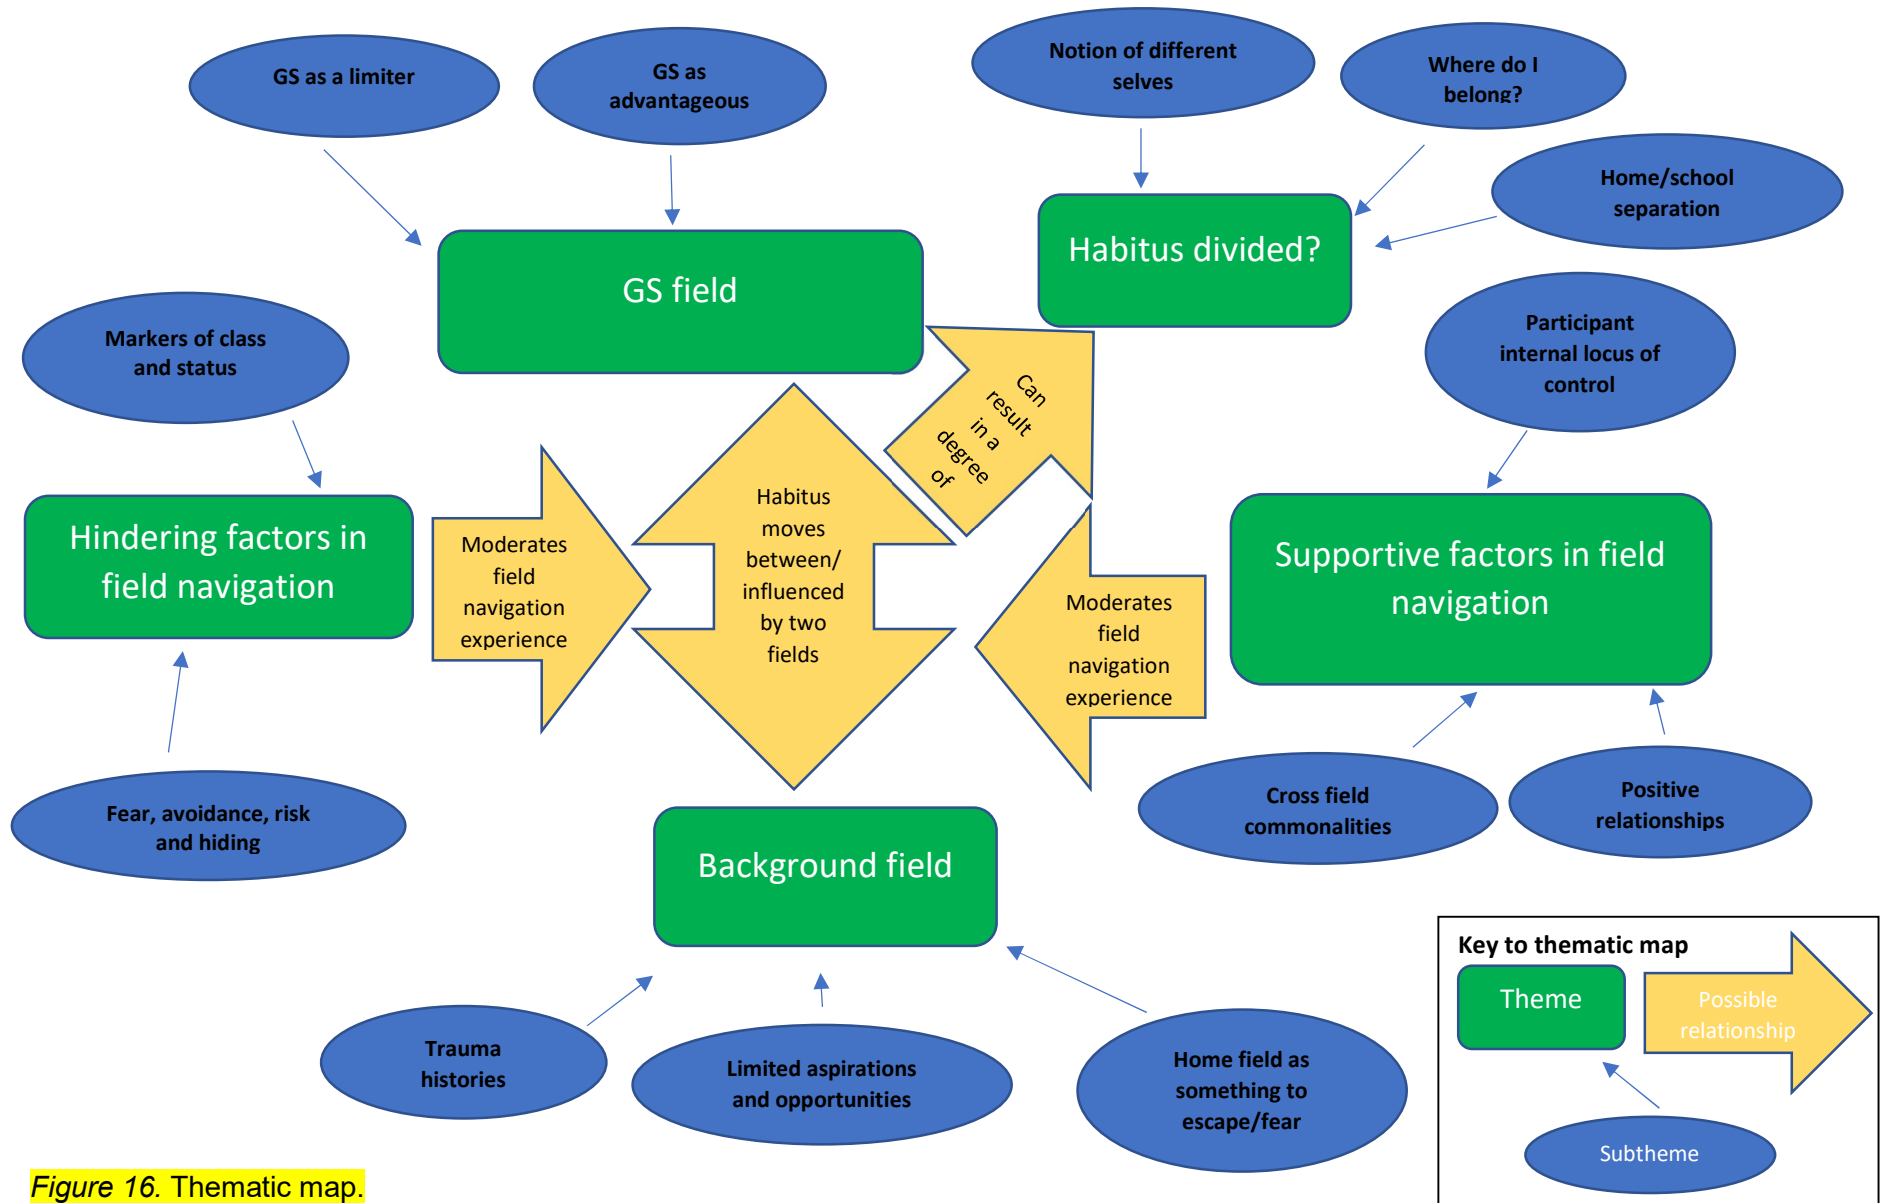 GS as a limiter
GS as
advantageous
Notion of different
selves
Where do I
belong?
Home/school
separation
GS field
Habitus divided?
Markers of class
and status
Participant
internal locus of
control
Can
result
in a
degree
of
Hindering factors in
field navigation
Moderates
field
navigation
experience
Habitus
moves
between/
influenced
by two
fields
Moderates
field
navigation
experience
Supportive factors in field
navigation
Fear, avoidance, risk
and hiding
Cross field
commonalities
Positive
relationships
Background field
Trauma
histories
Limited aspirations
and opportunities
Home field as
something to
escape/fear
Key to thematic map
Theme
Possible
relationship
Subtheme
Figure 16. Thematic map.